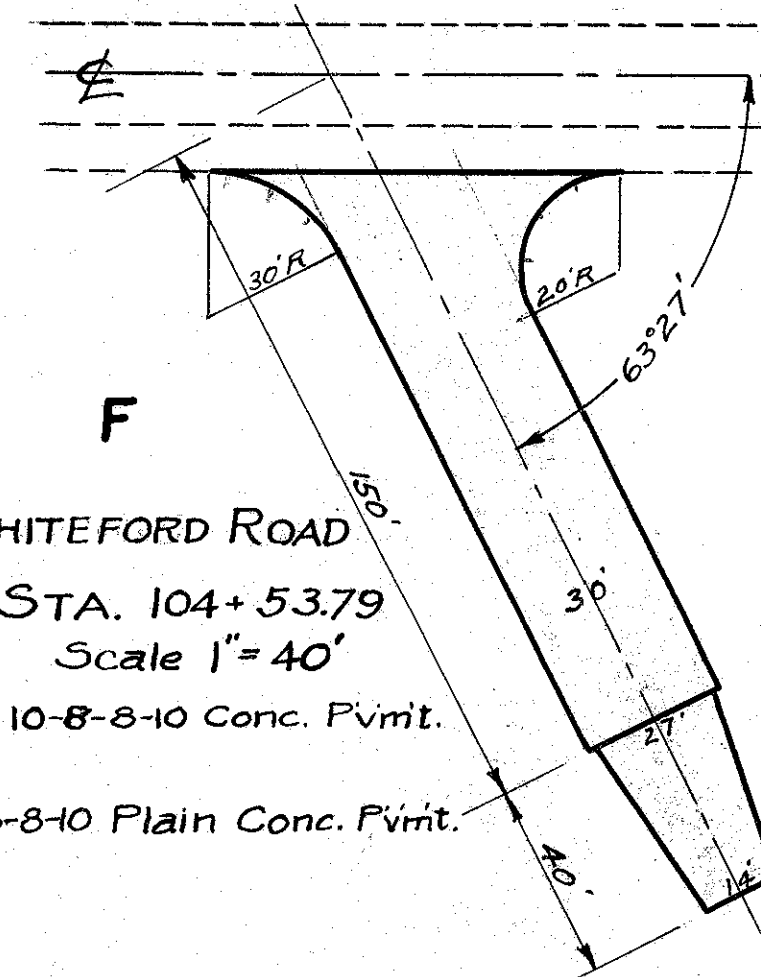 ℄
30'R
20'R
63°27'
F
150'
HITEFORD ROAD
STA. 104+53.79
30'
Scale 1"=40'
10-8-8-10 Conc. Pvm't.
27'
-8-10 Plain Conc. Pvm't.
40'
14'